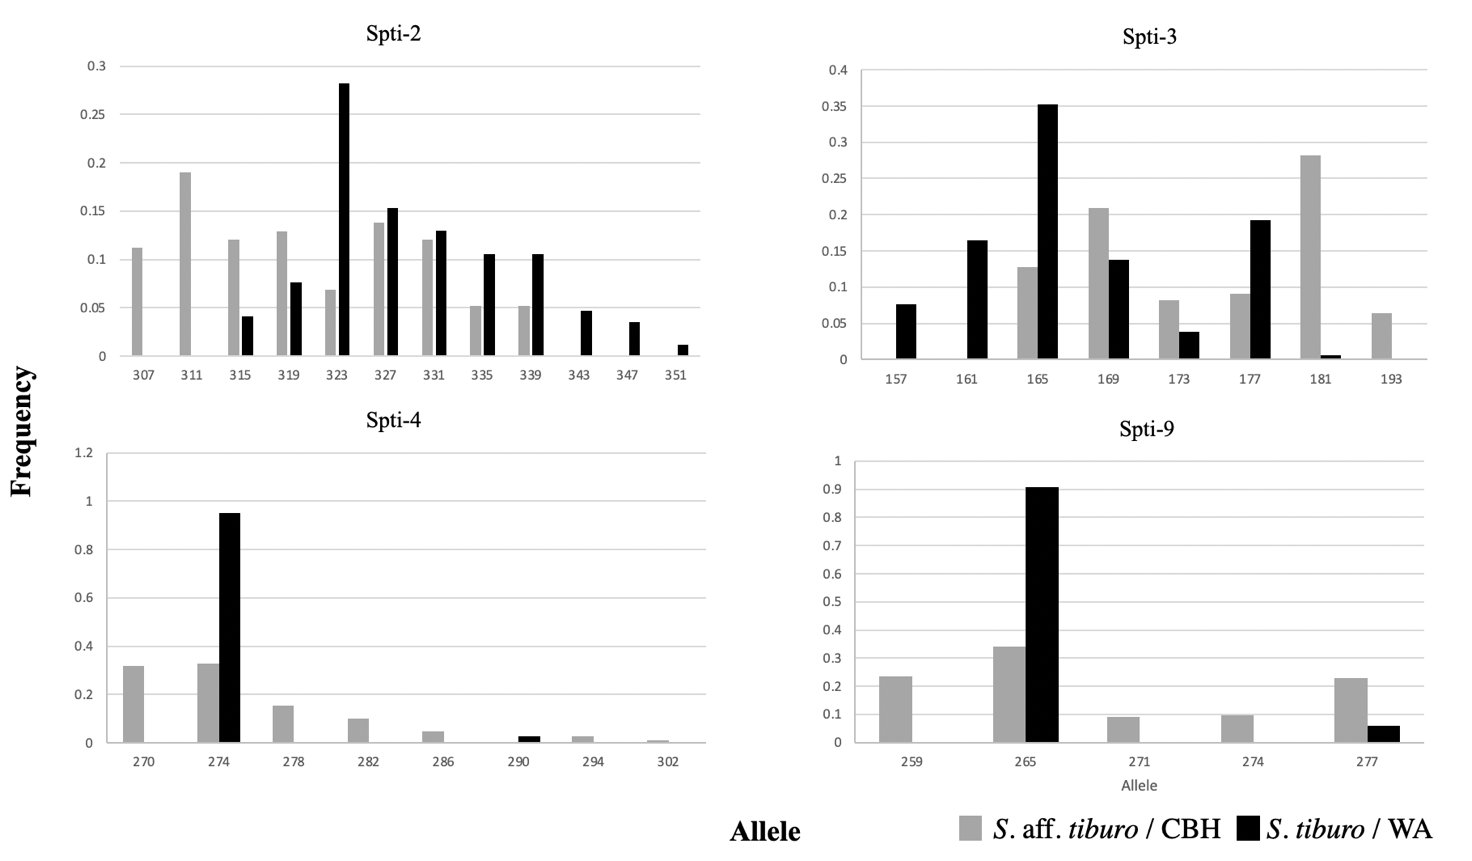 Spti-2
0.3
0.25
0.2
0.15
0.1
0.05
0
307 311 315 319 323 327 331 335 339 343 347 351
Spti-3
0.4
0.35
0.3
0.25
0.2
0.15
0.1
0.05
0
157 161 165 169 173 177 181 193
Frequency
Spti-4
1.2
1
0.8
0.6
0.4
0.2
0
270 274 278 282 286 290 294 302
Spti-9
1
0.9
0.8
0.7
0.6
0.5
0.4
0.3
0.2
0.1
0
259 265 271 274 277
Allele
Allele
S. aff. tiburo / CBH S. tiburo / WA